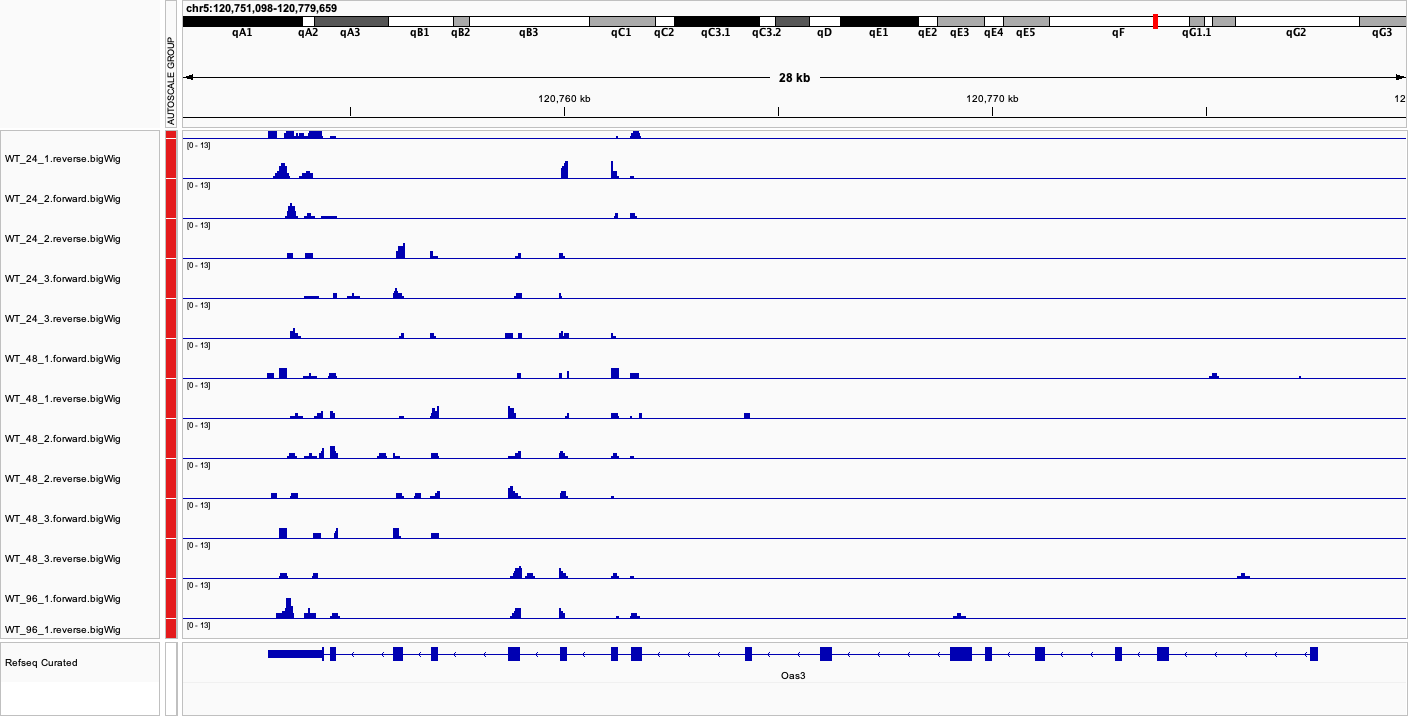 chr5:120,751,098-120,779,659
qA1 qA2 qA3 qB1 qB2 qB3 qC1 qC2 qC3.1 qC3.2 qD qE1 qE2 qE3 qE4 qE5 qF qG1.1 qG2 qG3
AUTOSCALE GROUP
28 kb
120,760 kb 120,770 kb 12
[0 - 13]
WT_24_1.reverse.bigWig
[0 - 13]
WT_24_2.forward.bigWig
[0 - 13]
WT_24_2.reverse.bigWig
[0 - 13]
WT_24_3.forward.bigWig
[0 - 13]
WT_24_3.reverse.bigWig
[0 - 13]
WT_48_1.forward.bigWig
[0 - 13]
WT_48_1.reverse.bigWig
[0 - 13]
WT_48_2.forward.bigWig
[0 - 13]
WT_48_2.reverse.bigWig
[0 - 13]
WT_48_3.forward.bigWig
[0 - 13]
WT_48_3.reverse.bigWig
[0 - 13]
WT_96_1.forward.bigWig
[0 - 13]
WT_96_1.reverse.bigWig
Refseq Curated
Oas3